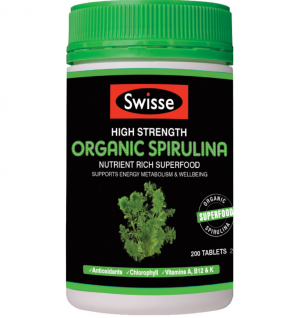 Swisse
HIGH STRENGTH
ORGANIC SPIRULINA
NUTRIENT RICH SUPERFOOD
SUPPORTS ENERGY METABOLISM & WELLBEING
ORGANIC
SUPERFOOD
SPIRULINA
200 TABLETS
✓Antioxidants ✓Chlorophyll ✓Vitamins A, B12 & K